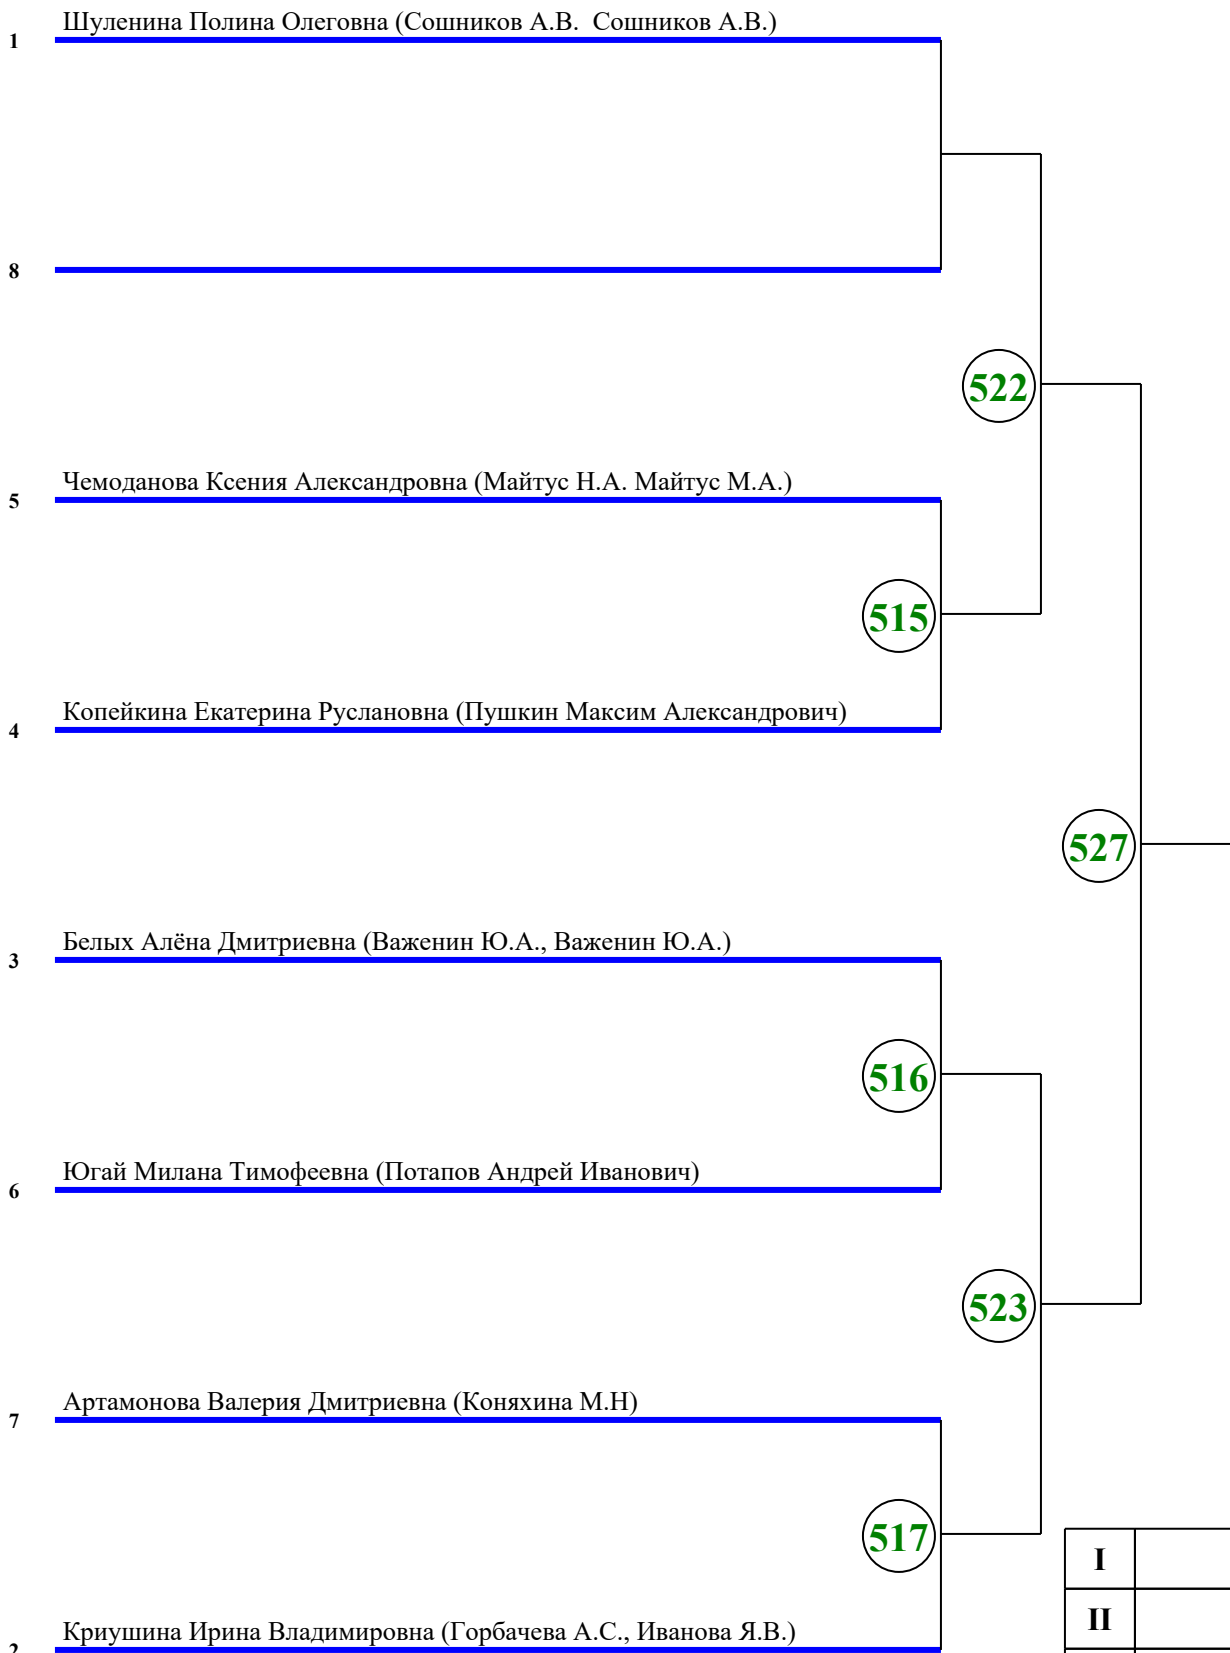 Шуленина Полина Олеговна (Сошников А.В. Сошников А.В.)
1
8
522
Чемоданова Ксения Александровна (Майтус Н.А. Майтус М.А.)
5
515
Копейкина Екатерина Руслановна (Пушкин Максим Александрович)
4
527
Белых Алёна Дмитриевна (Важенин Ю.А., Важенин Ю.А.)
3
516
Югай Милана Тимофеевна (Потапов Андрей Иванович)
6
523
Артамонова Валерия Дмитриевна (Коняхина М.Н)
7
517
I
II
Криушина Ирина Владимировна (Горбачева А.С., Иванова Я.В.)
2